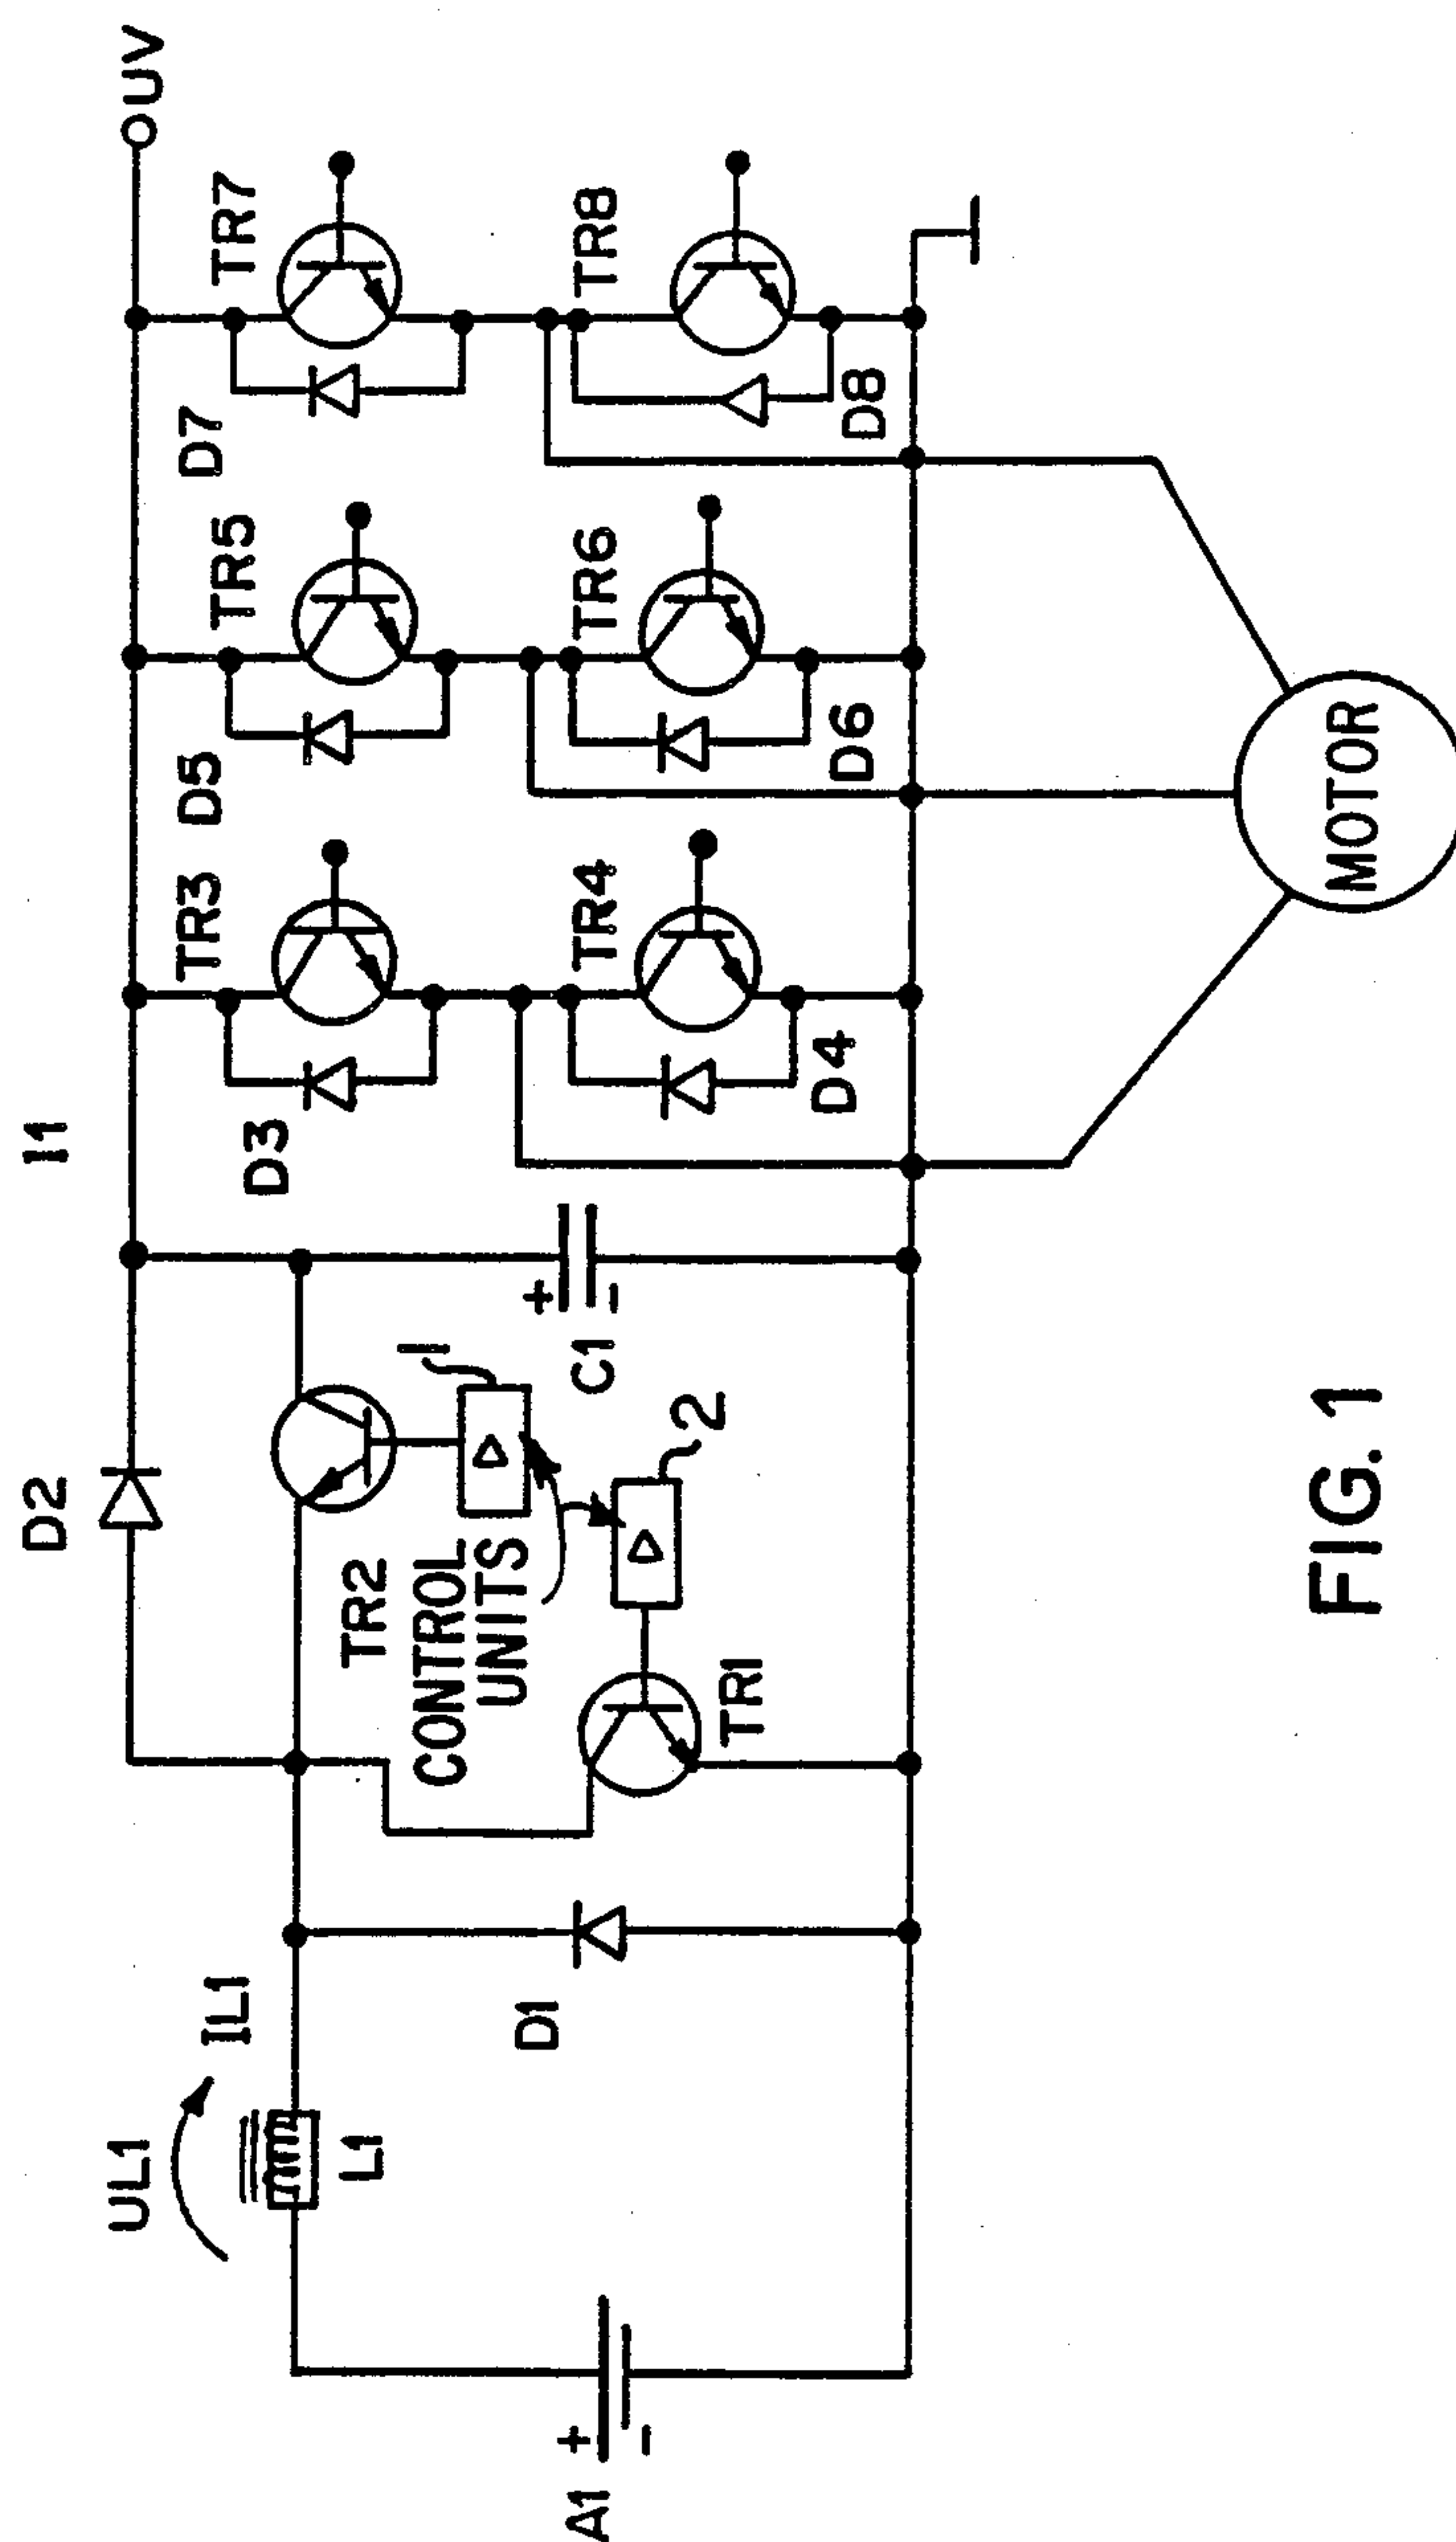 UV
I1
D2
UL1
IL1
D7
TR7
D5
TR5
TR3
D3
TR8
D8
TR6
D6
TR4
D4
+
C1
-
1
2
TR2
CONTROL
UNITS
TR1
D1
L1
A1
+
-
MOTOR
FIG. 1